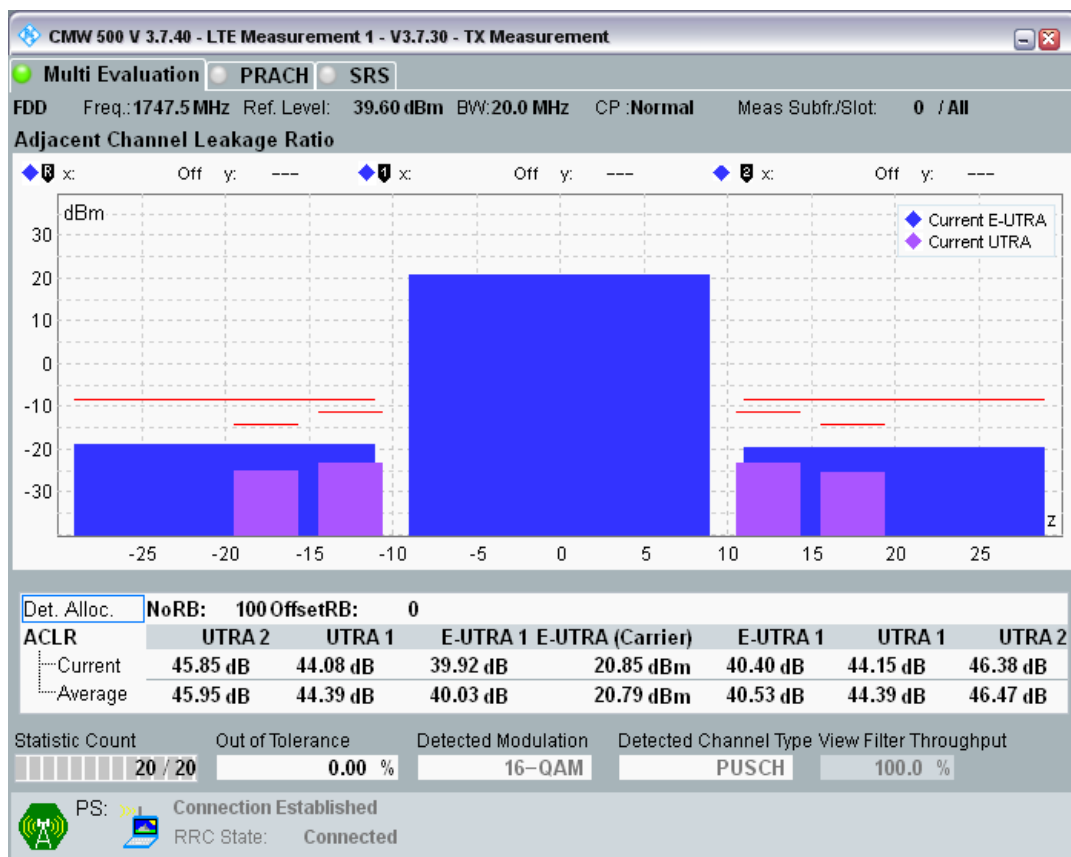 CMW 500 V 3.7.40 - LTE Measurement 1 - V3.7.30 - TX Measurement
Multi Evaluation PRACH SRS
FDD Freq.:1747.5 MHz Ref. Level: 39.60 dBm BW:20.0 MHz CP :Normal Meas Subfr./Slot: 0 / All
Adjacent Channel Leakage Ratio
R x: Off y: --- 1 x: Off y: --- 2 x: Off y: ---
dBm
Current E-UTRA
Current UTRA
30
20
10
0
-10
-20
-30
z
-25 -20 -15 -10 -5 0 5 10 15 20 25
Det. Alloc. NoRB: 100 OffsetRB: 0
ACLR UTRA 2 UTRA 1 E-UTRA 1 E-UTRA (Carrier) E-UTRA 1 UTRA 1 UTRA 2
Current 45.85 dB 44.08 dB 39.92 dB 20.85 dBm 40.40 dB 44.15 dB 46.38 dB
Average 45.95 dB 44.39 dB 40.03 dB 20.79 dBm 40.53 dB 44.39 dB 46.47 dB
Statistic Count Out of Tolerance Detected Modulation Detected Channel Type View Filter Throughput
20 / 20 0.00 % 16-QAM PUSCH 100.0 %
PS: Connection Established
RRC State: Connected